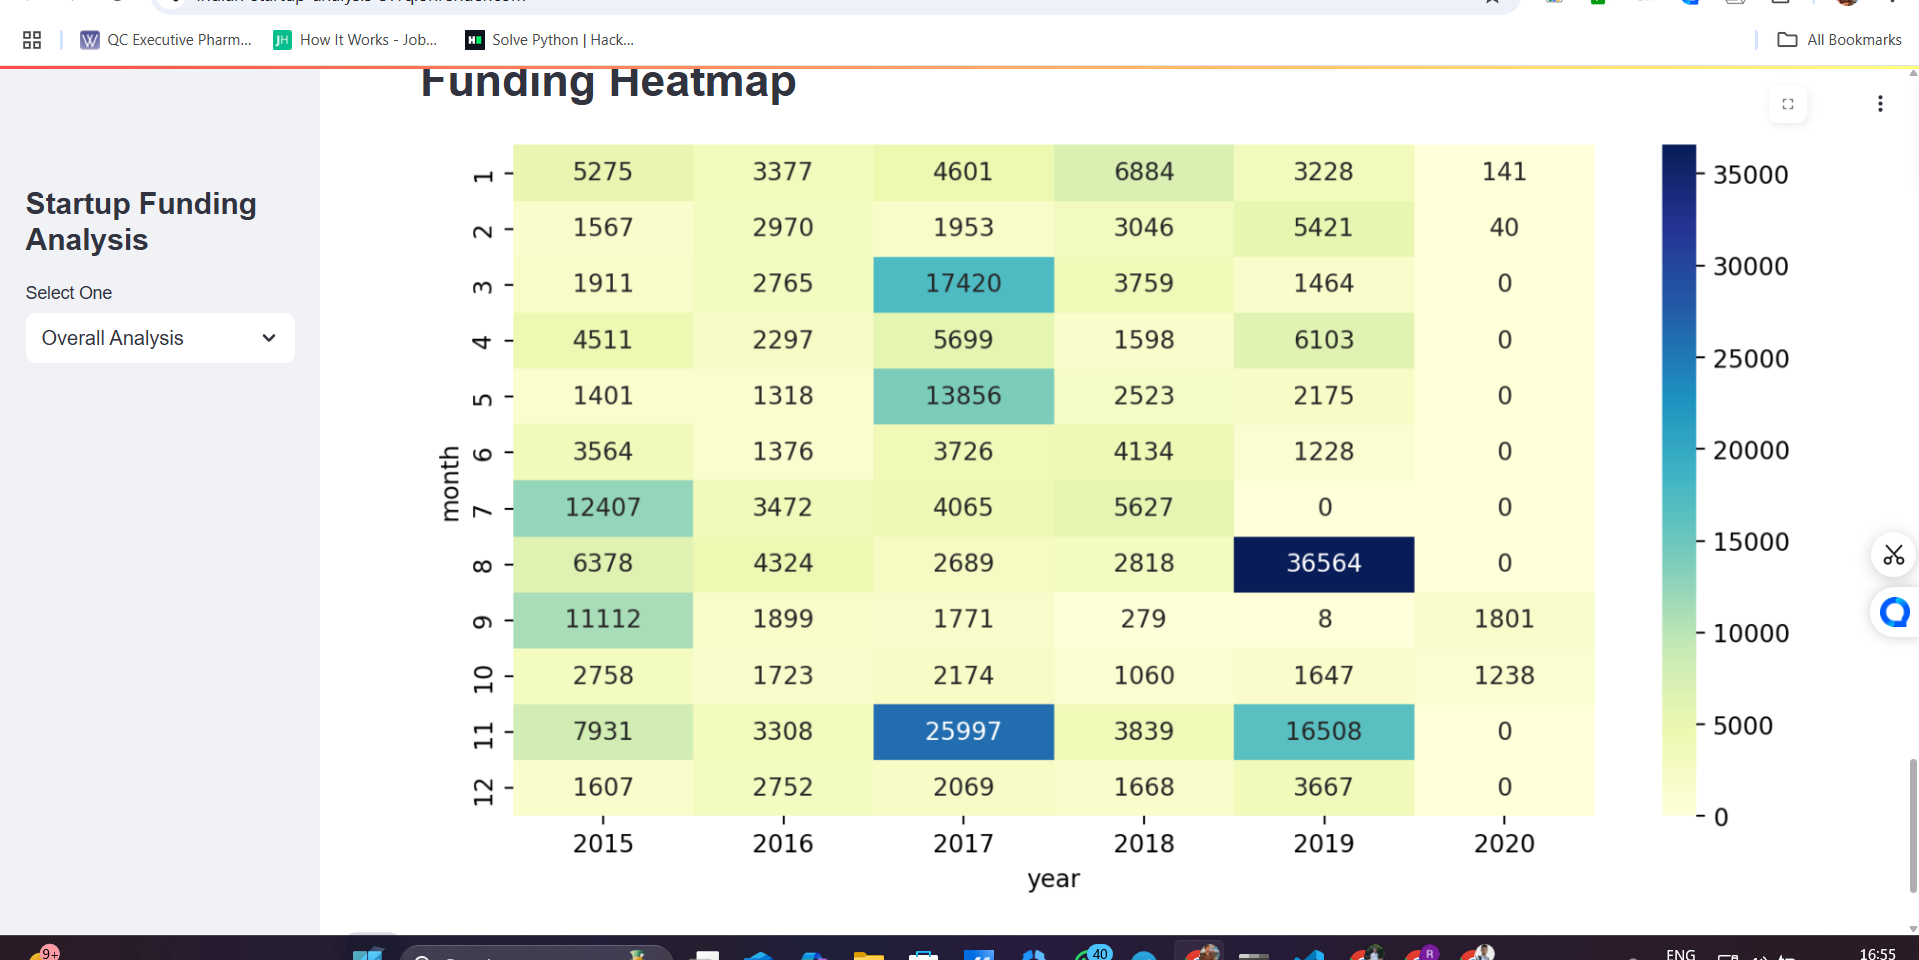 QC Executive Pharm... How It Works - Job... Solve Python | Hack... All Bookmarks
Funding Heatmap
Startup Funding
Analysis
Select One
Overall Analysis
month
1 5275 3377 4601 6884 3228 141
2 1567 2970 1953 3046 5421 40
3 1911 2765 17420 3759 1464 0
4 4511 2297 5699 1598 6103 0
5 1401 1318 13856 2523 2175 0
6 3564 1376 3726 4134 1228 0
7 12407 3472 4065 5627 0 0
8 6378 4324 2689 2818 36564 0
9 11112 1899 1771 279 8 1801
10 2758 1723 2174 1060 1647 1238
11 7931 3308 25997 3839 16508 0
12 1607 2752 2069 1668 3667 0
2015 2016 2017 2018 2019 2020
year
35000
30000
25000
20000
15000
10000
5000
0
9+ 40 R ENG 16:55